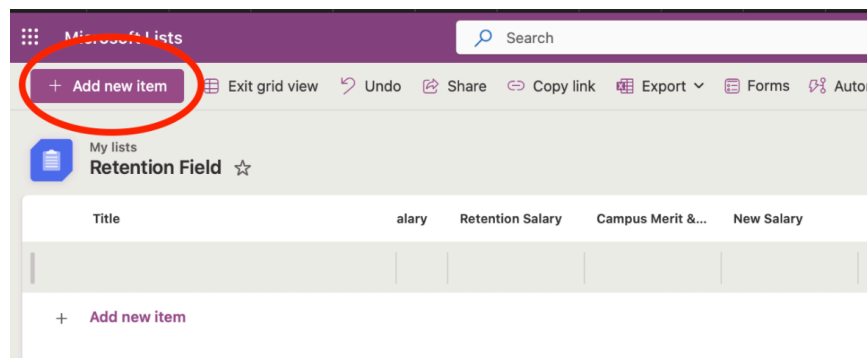 Microsoft Lists
Search
+ Add new item
Exit grid view
Undo
Share
Copy link
Export
Forms
My lists
Retention Field
Title
alary
Retention Salary
Campus Merit &...
New Salary
+ Add new item